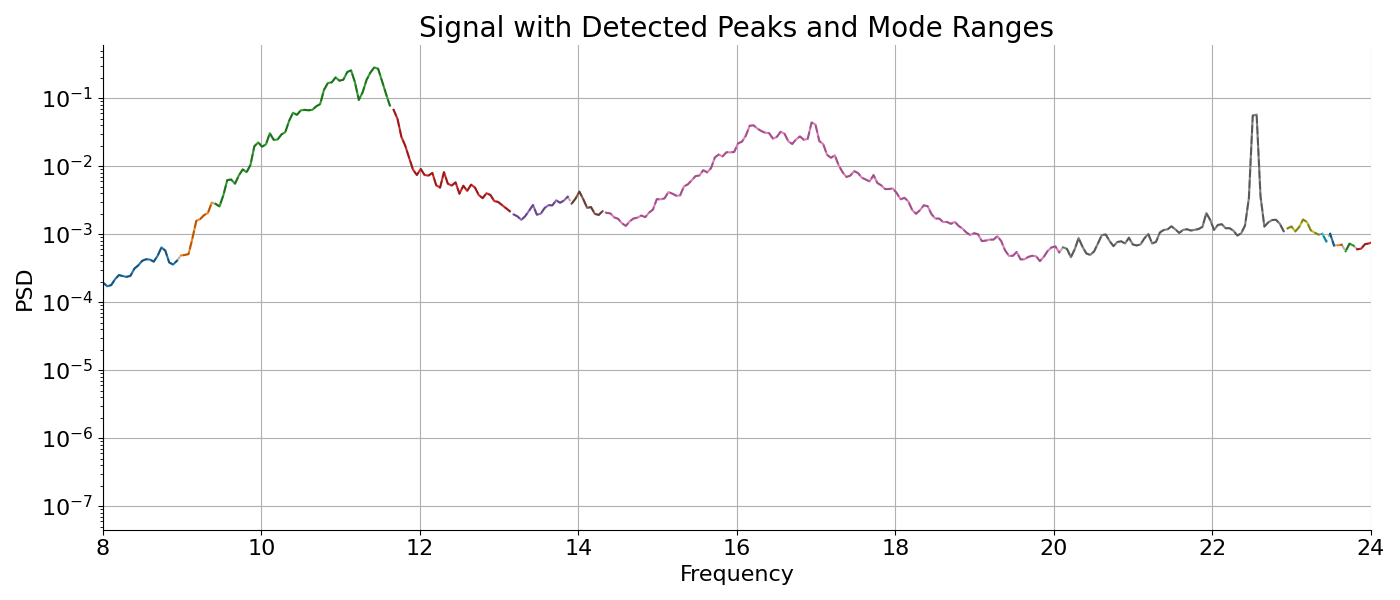 Signal with Detected Peaks and Mode Ranges
PSD
10⁻¹
10⁻²
10⁻³
10⁻⁴
10⁻⁵
10⁻⁶
10⁻⁷
8 10 12 14 16 18 20 22 24
Frequency